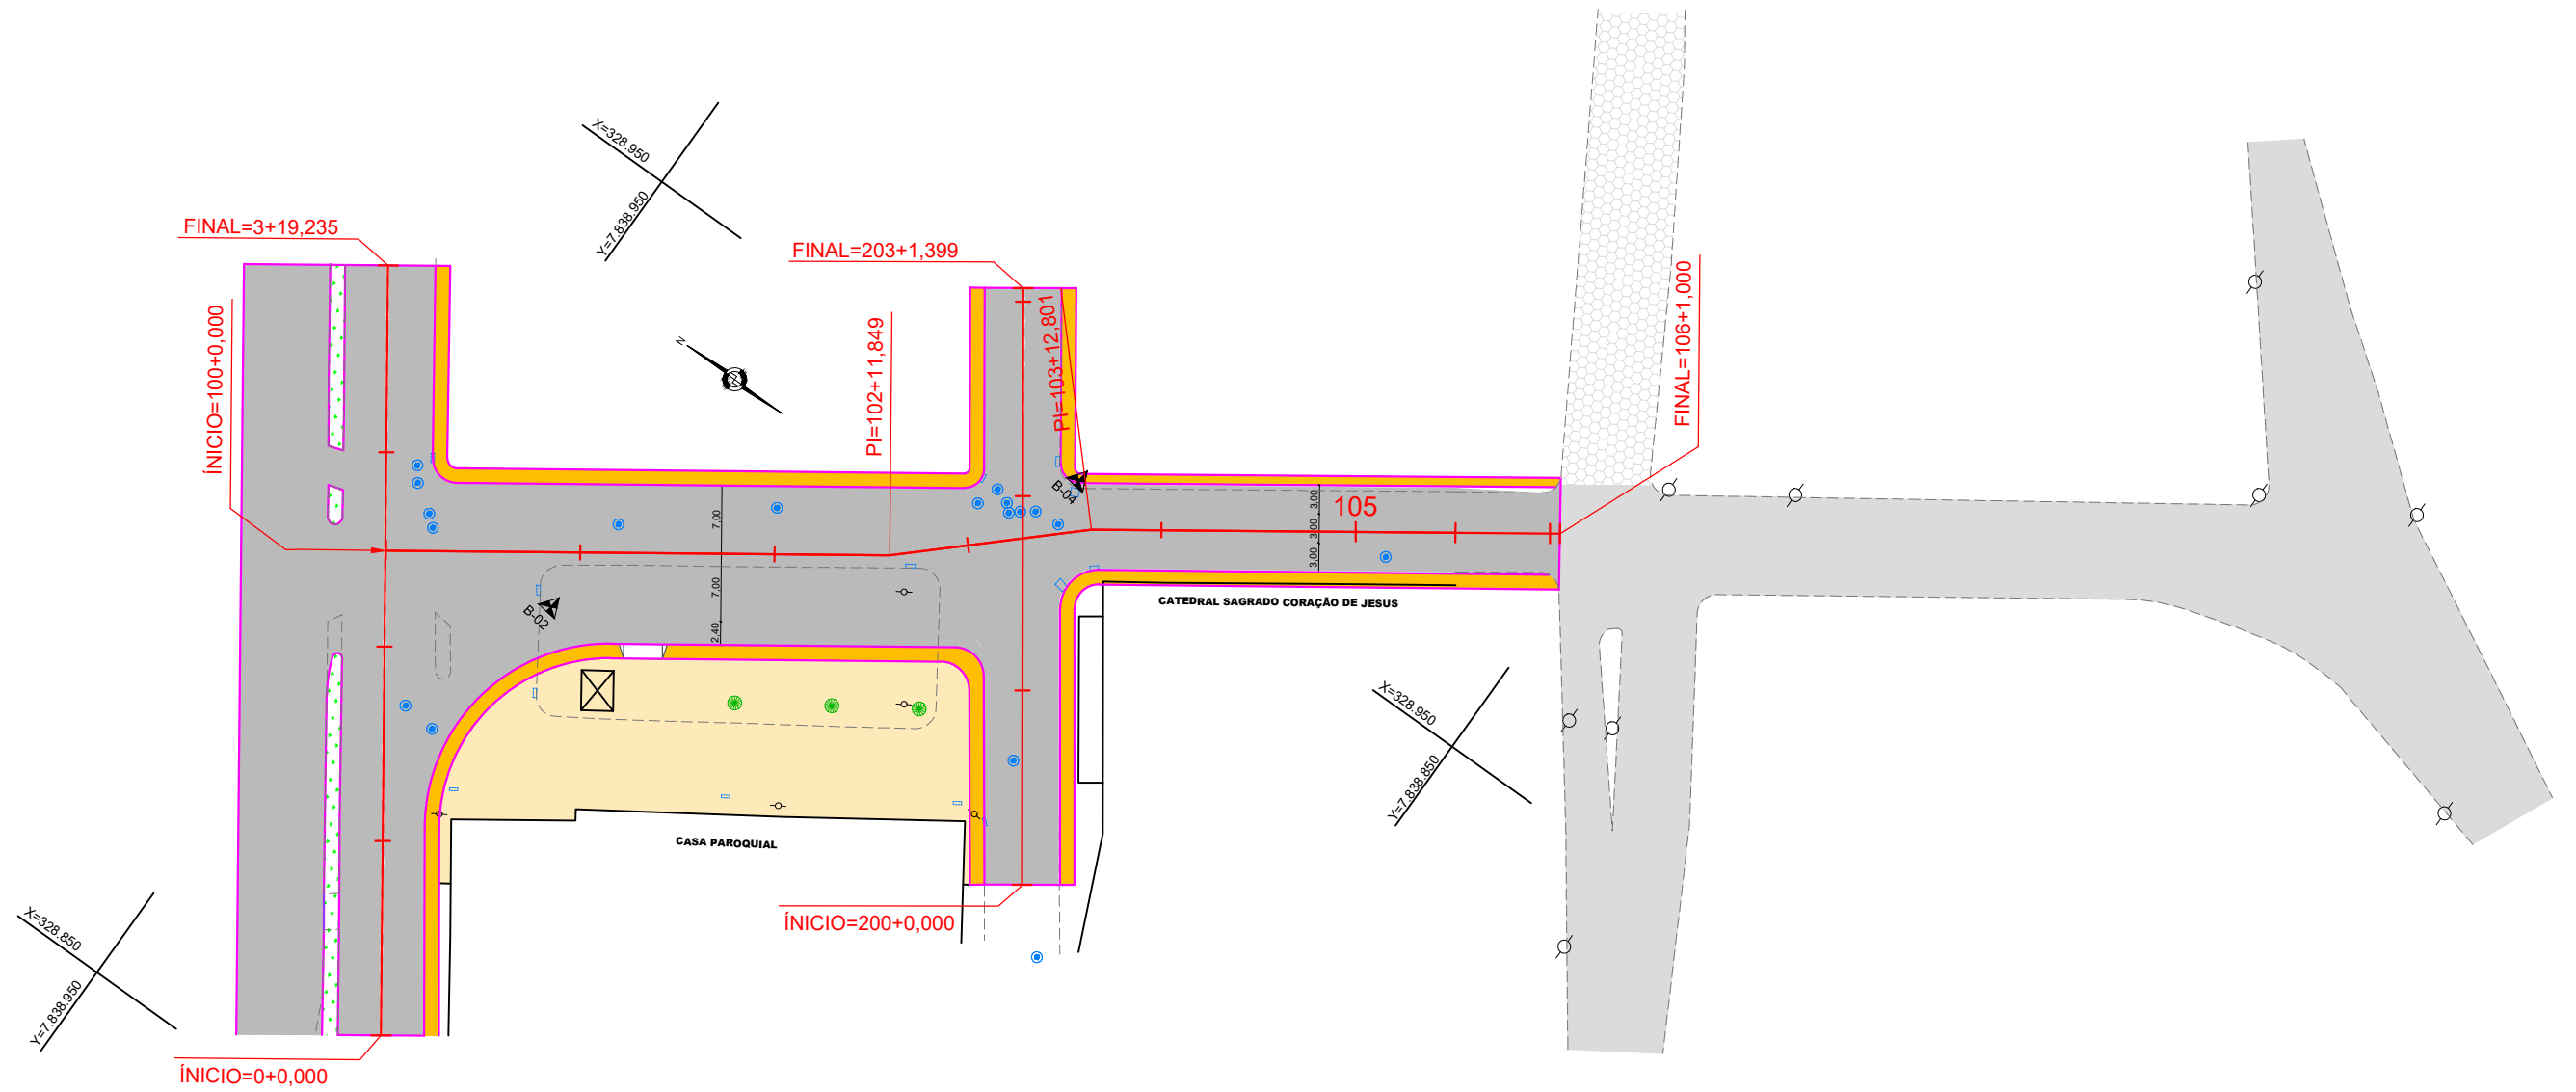 X=328.950
Y=7.838.950
FINAL=3+19,235
FINAL=203+1,399
ÍNICIO=100+0,000
PI=102+11,849
PI=103+12,801
FINAL=106+1,000
N
B-04
105
7,00
3,00
3,00
3,00
7,00
2,40
B-02
CATEDRAL SAGRADO CORAÇÃO DE JESUS
X=328.950
Y=7.838.850
CASA PAROQUIAL
ÍNICIO=200+0,000
X=328.850
Y=7.838.950
ÍNICIO=0+0,000